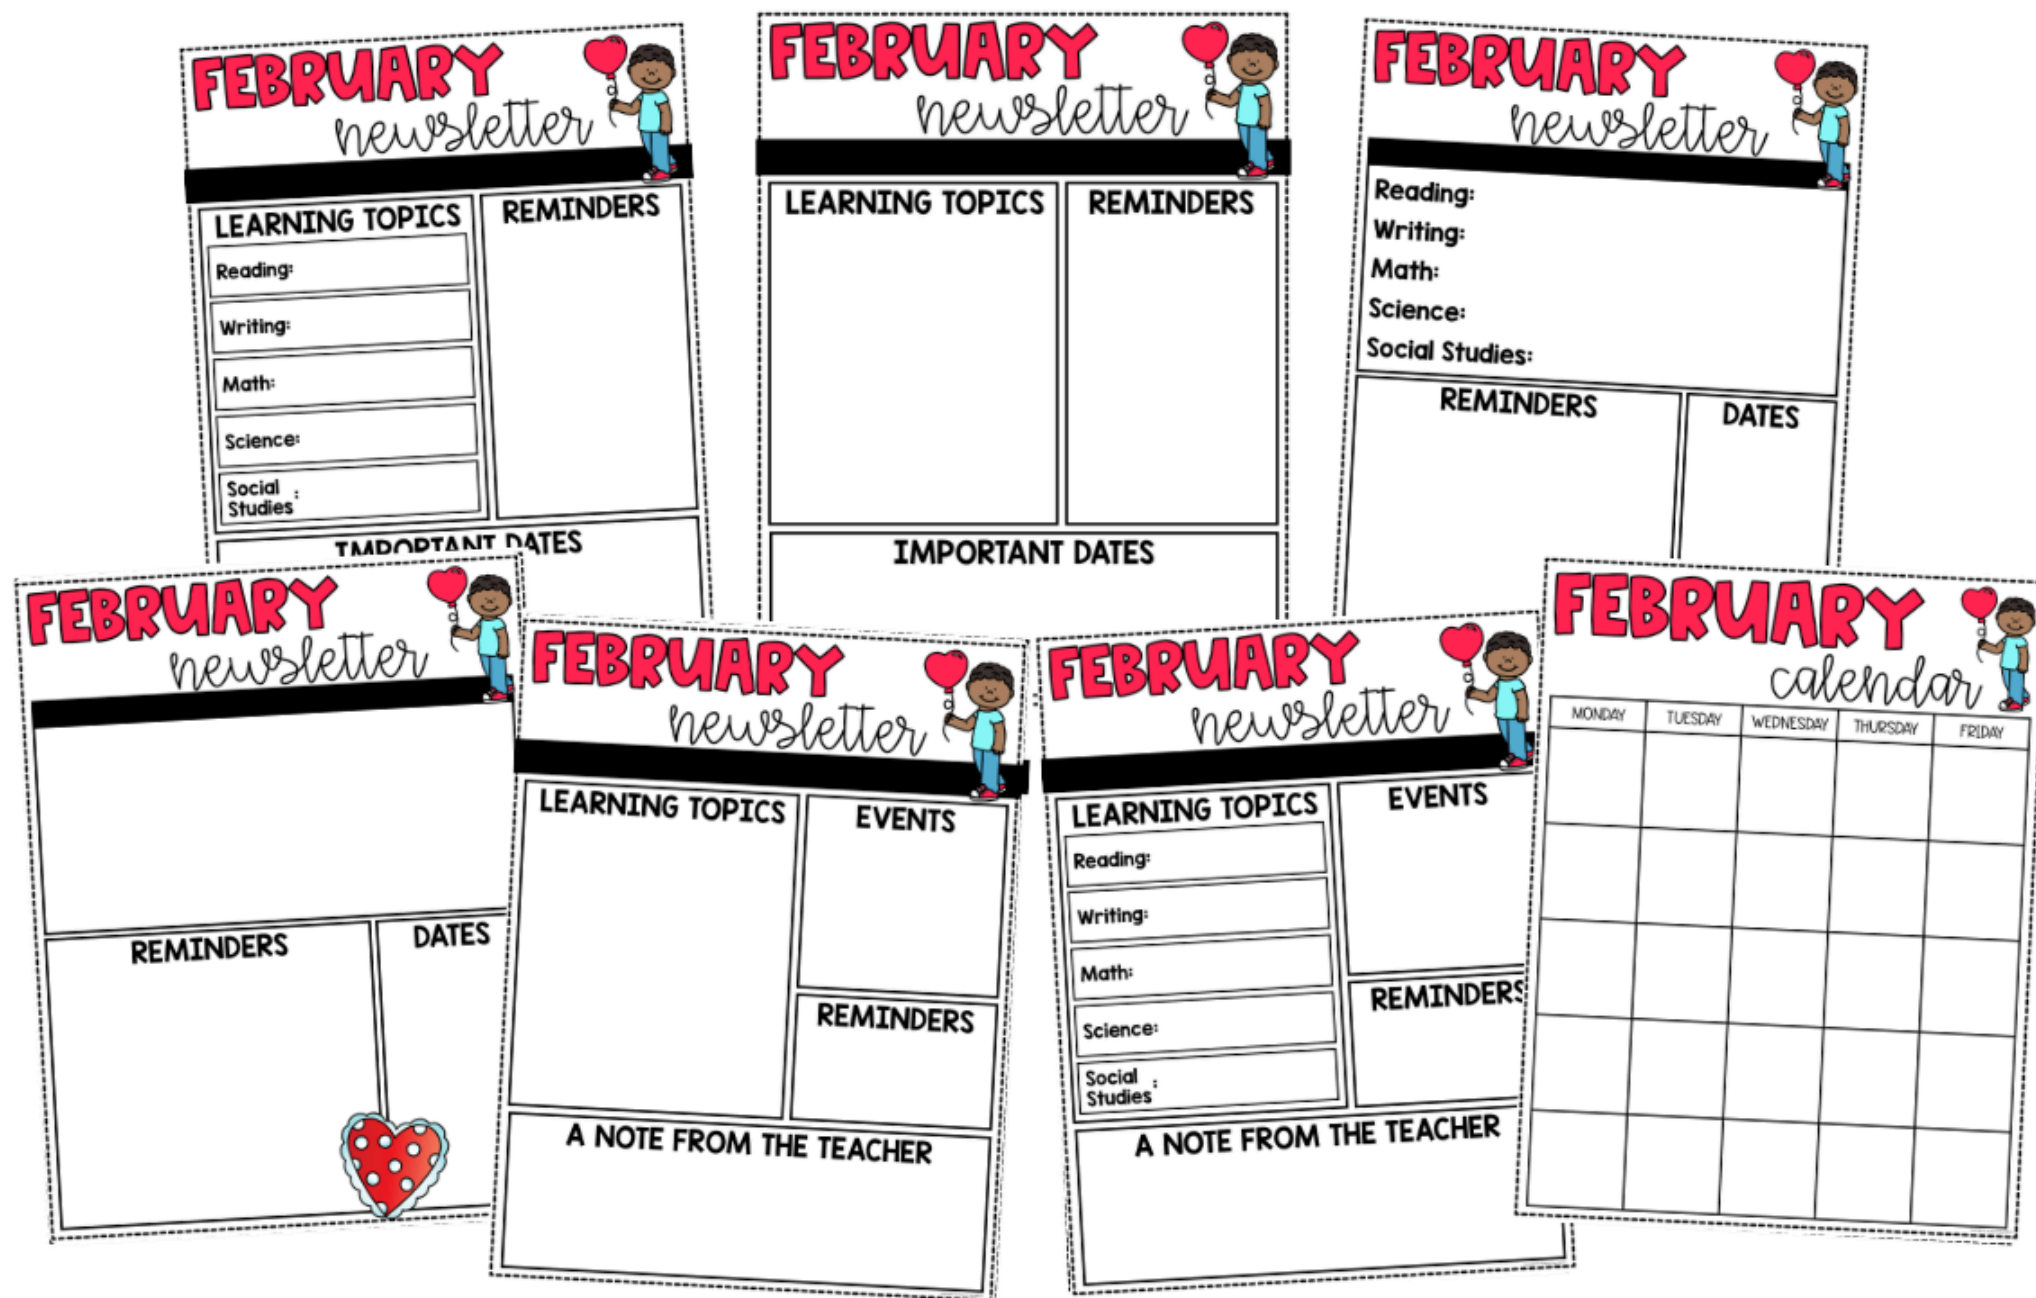 FEBRUARY
newsletter
LEARNING TOPICS
Reading:
Writing:
Math:
Science:
Social
Studies :
REMINDERS
IMPORTANT DATES
FEBRUARY
newsletter
LEARNING TOPICS
REMINDERS
IMPORTANT DATES
FEBRUARY
newsletter
Reading:
Writing:
Math:
Science:
Social Studies:
REMINDERS
DATES
FEBRUARY
newsletter
REMINDERS
DATES
FEBRUARY
newsletter
LEARNING TOPICS
EVENTS
REMINDERS
A NOTE FROM THE TEACHER
FEBRUARY
newsletter
LEARNING TOPICS
Reading:
Writing:
Math:
Science:
Social
Studies :
EVENTS
REMINDERS
A NOTE FROM THE TEACHER
FEBRUARY
calendar
MONDAY TUESDAY WEDNESDAY THURSDAY FRIDAY